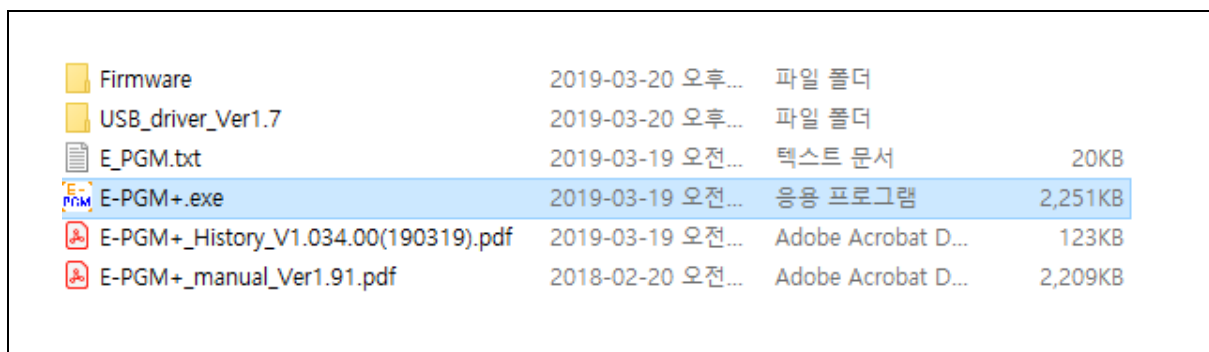 Firmware 2019-03-20 오후... 파일 폴더
USB_driver_Ver1.7 2019-03-20 오후... 파일 폴더
E_PGM.txt 2019-03-19 오전... 텍스트 문서 20KB
E-PGM E-PGM+.exe 2019-03-19 오전... 응용 프로그램 2,251KB
E-PGM+_History_V1.034.00(190319).pdf 2019-03-19 오전... Adobe Acrobat D... 123KB
E-PGM+_manual_Ver1.91.pdf 2018-02-20 오전... Adobe Acrobat D... 2,209KB